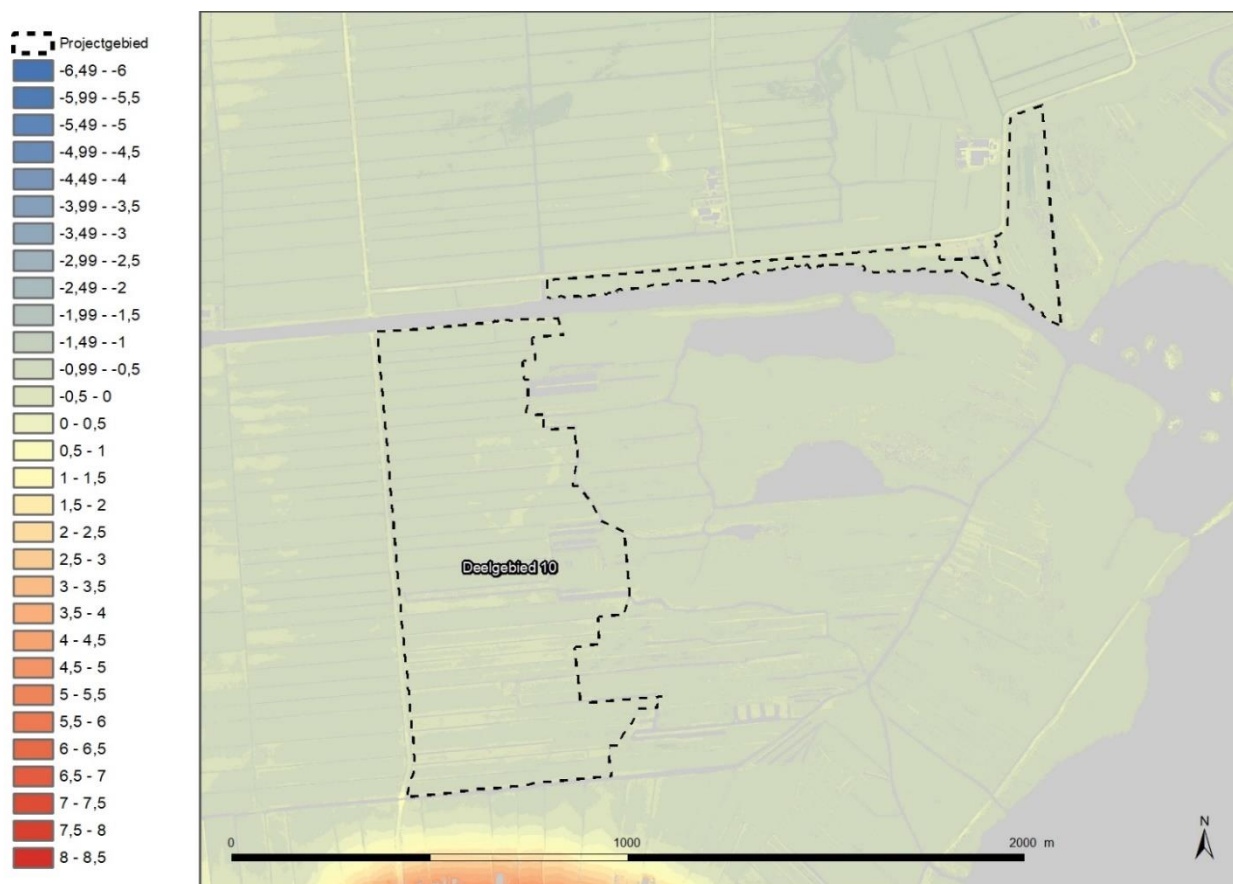 Projectgebied
-6,49 - -6
-5,99 - -5,5
-5,49 - -5
-4,99 - -4,5
-4,49 - -4
-3,99 - -3,5
-3,49 - -3
-2,99 - -2,5
-2,49 - -2
-1,99 - -1,5
-1,49 - -1
-0,99 - -0,5
-0,5 - 0
0 - 0,5
0,5 - 1
1 - 1,5
1,5 - 2
2 - 2,5
2,5 - 3
3 - 3,5
3,5 - 4
4 - 4,5
4,5 - 5
5 - 5,5
5,5 - 6
6 - 6,5
6,5 - 7
7 - 7,5
7,5 - 8
8 - 8,5
Deelgebied 10
0 1000 2000 m
N